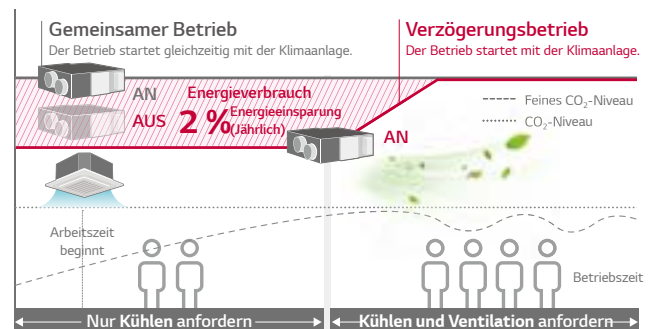 Gemeinsamer Betrieb
Der Betrieb startet gleichzeitig mit der Klimaanlage.
Verzögerungsbetrieb
Der Betrieb startet mit der Klimaanlage.
AN
AUS
Energieverbrauch
2 % Energieeinsparung
(Jährlich)
AN
Feines CO₂-Niveau
CO₂-Niveau
Arbeitszeit
beginnt
Betriebszeit
Nur Kühlen anfordern
Kühlen und Ventilation anfordern